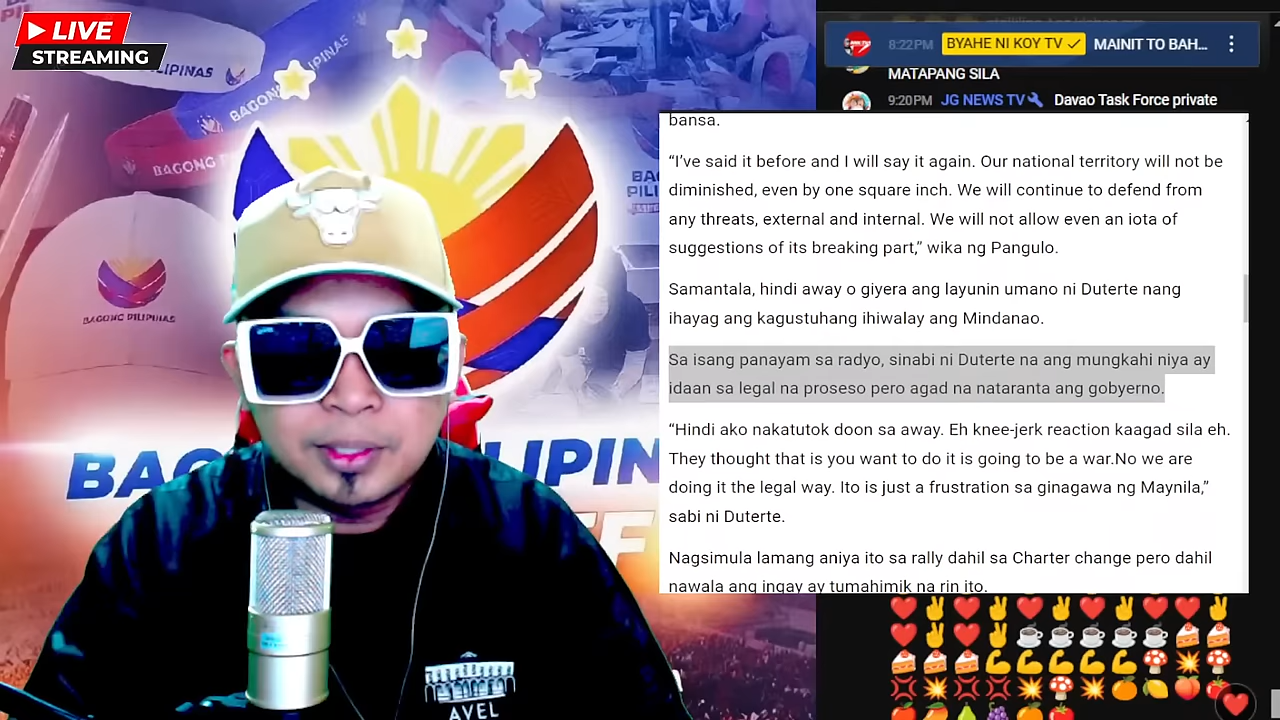 LIVE
STREAMING
PILIPINAS
BAGONG PILIPINAS
BAGONG PILIPINAS
8:22PM BYAHE NI KOY TV MAINIT TO BAH...
MATAPANG SILA
9:20PM JG NEWS TV Davao Task Force private
bansa.
“I’ve said it before and I will say it again. Our national territory will not be
diminished, even by one square inch. We will continue to defend from
any threats, external and internal. We will not allow even an iota of
suggestions of its breaking part,” wika ng Pangulo.
Samantala, hindi away o giyera ang layunin umano ni Duterte nang
ihayag ang kagustuhang ihiwalay ang Mindanao.
Sa isang panayam sa radyo, sinabi ni Duterte na ang mungkahi niya ay
idaan sa legal na proseso pero agad na nataranta ang gobyerno.
“Hindi ako nakatutok doon sa away. Eh knee-jerk reaction kaagad sila eh.
They thought that is you want to do it is going to be a war.No we are
doing it the legal way. Ito is just a frustration sa ginagawa ng Maynila,”
sabi ni Duterte.
Nagsimula lamang aniya ito sa rally dahil sa Charter change pero dahil
nawala ang ingay ay tumahimik na rin ito.
AVEL